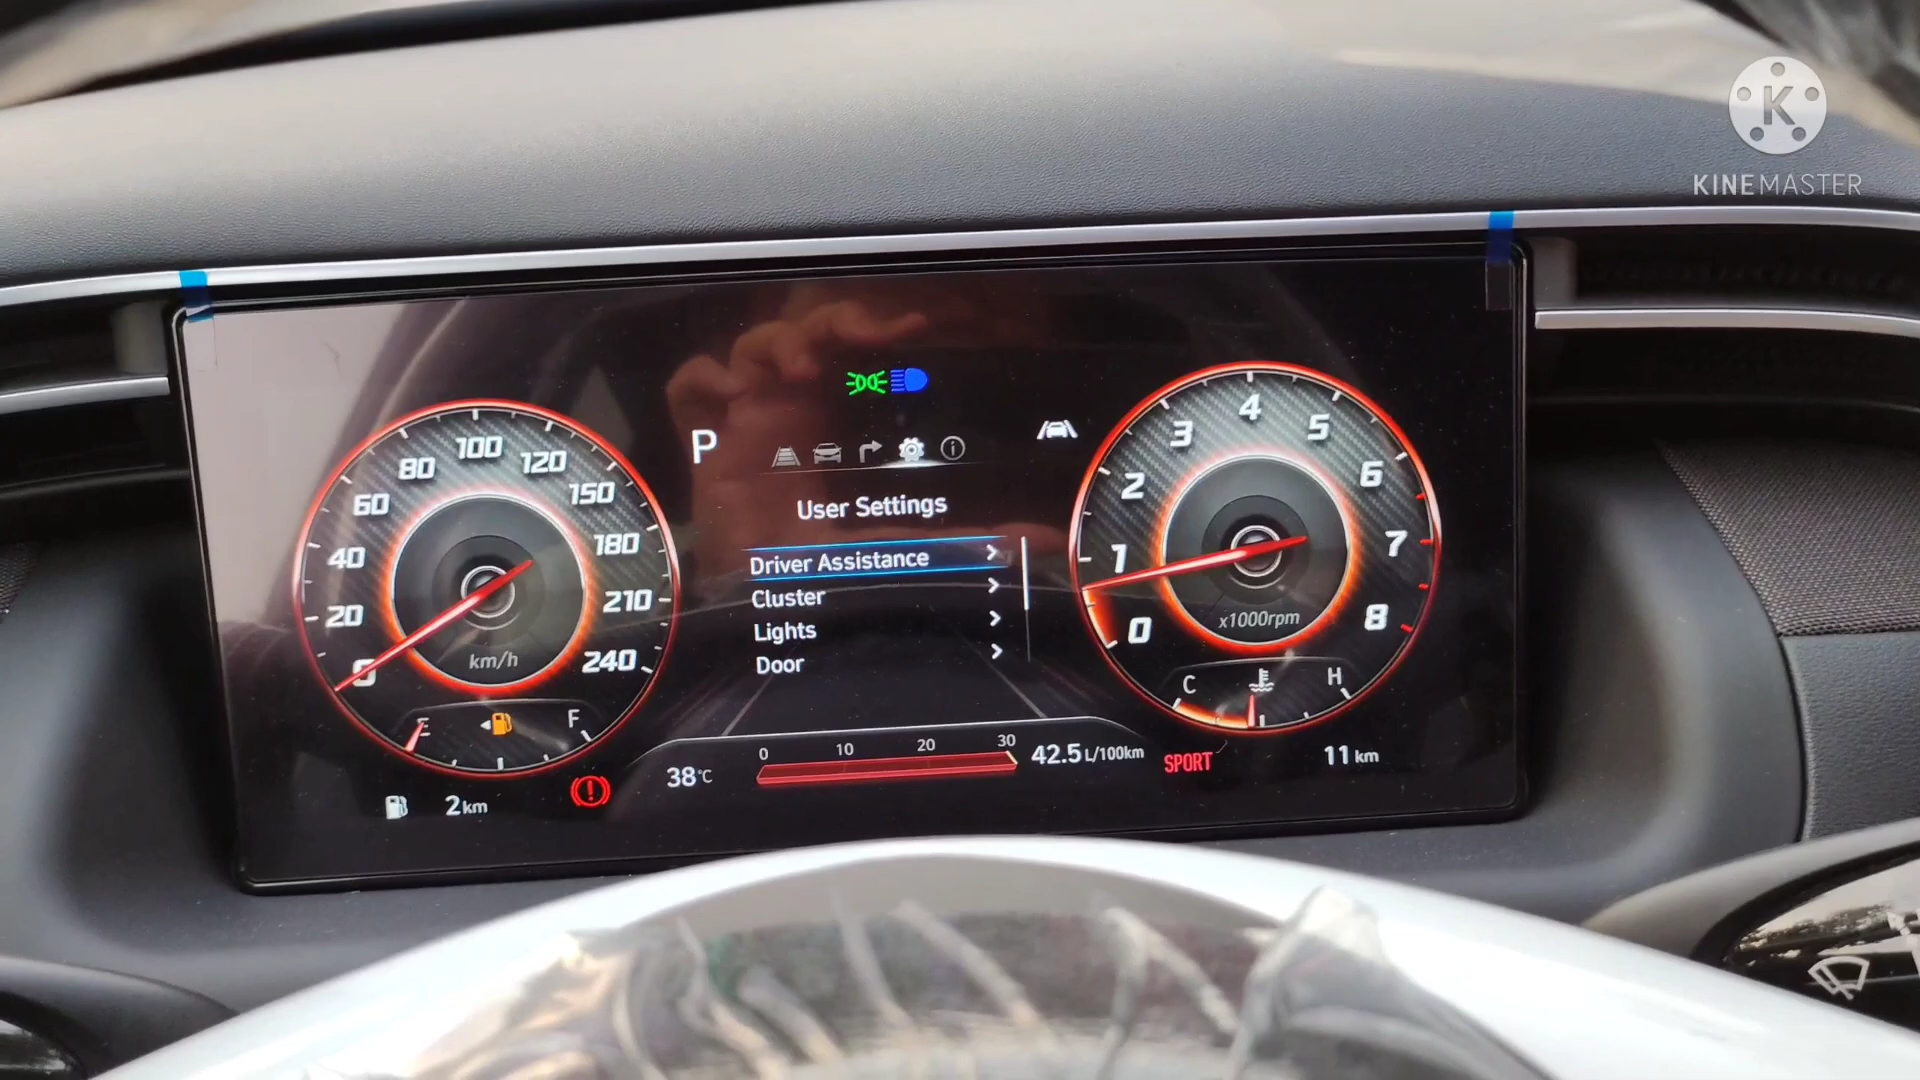 K
KINEMASTER
P
User Settings
Driver Assistance
Cluster
Lights
Door
0
20
40
60
80
100
120
150
180
210
240
km/h
E
F
2 km
38°C
0 10 20 30
42.5 L/100km
0
1
2
3
4
5
6
7
8
x1000rpm
C
H
SPORT
11 km